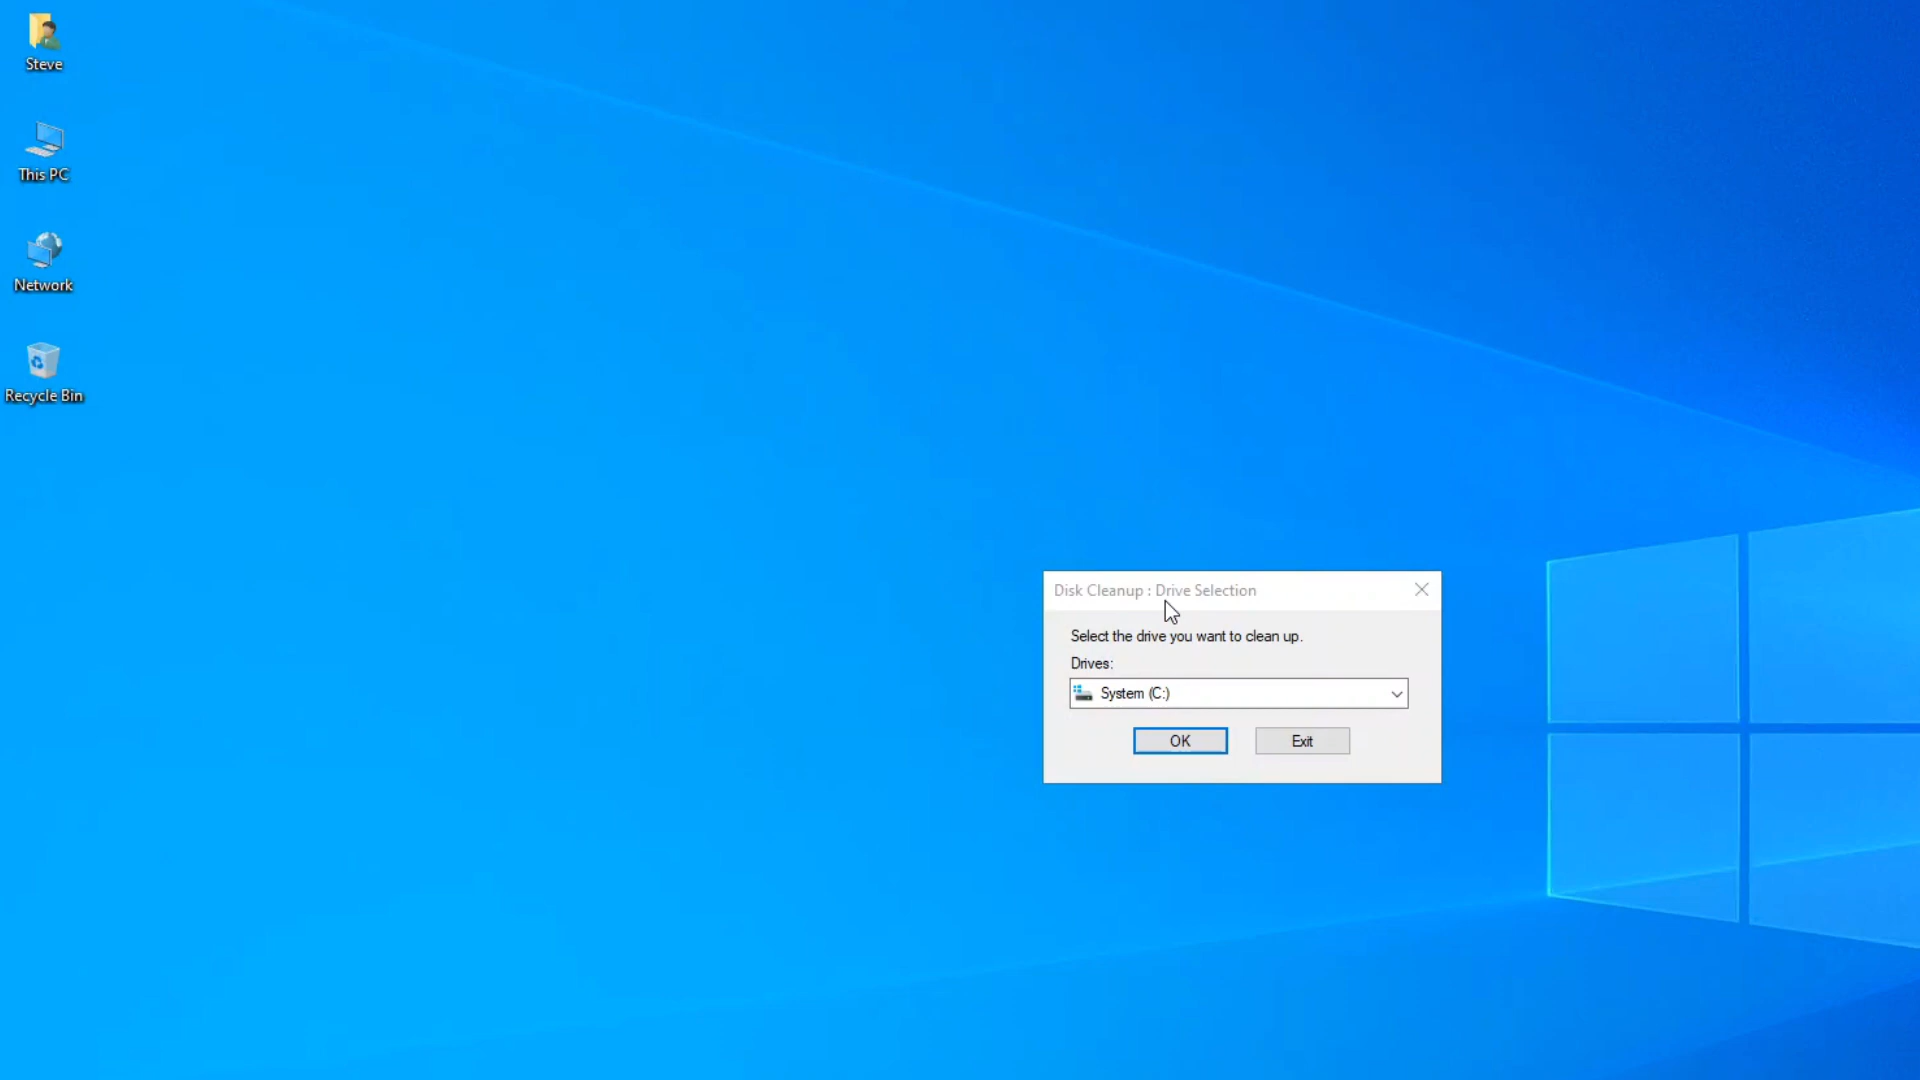 Steve
This PC
Network
Recycle Bin
Disk Cleanup : Drive Selection
Select the drive you want to clean up.
Drives:
System (C:)
OK
Exit